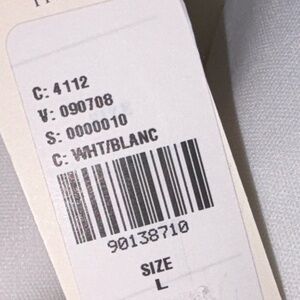 C: 4112
V: 090708
S: 0000010
C: WHT/BLANC
90138710
SIZE
L